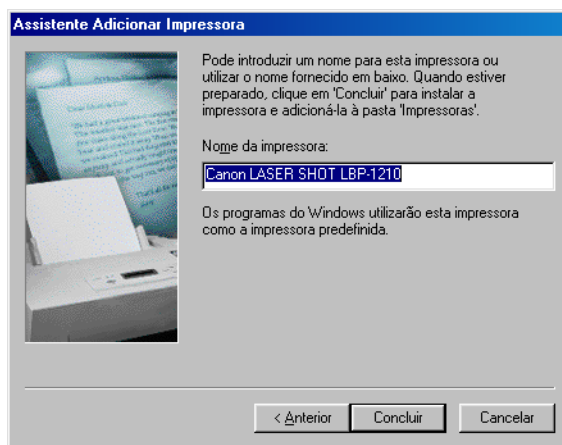 Assistente Adicionar Impressora
Pode introduzir um nome para esta impressora ou
utilizar o nome fornecido em baixo. Quando estiver
preparado, clique em 'Concluir' para instalar a
impressora e adicioná-la à pasta 'Impressoras'.
Nome da impressora:
Canon LASER SHOT LBP-1210
Os programas do Windows utilizarão esta impressora
como a impressora predefinida.
< Anterior
Concluir
Cancelar